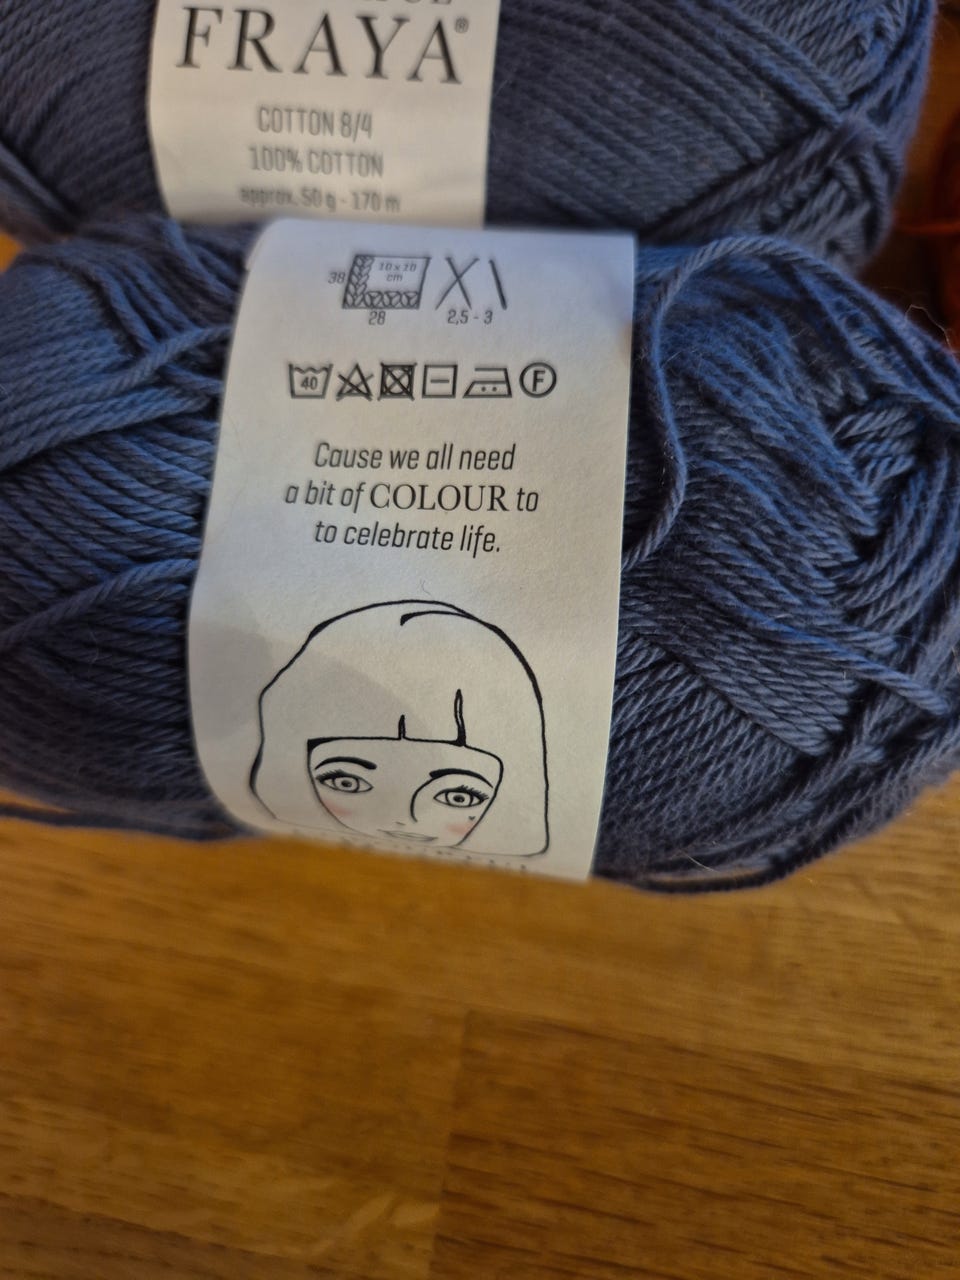 FRAYA®
COTTON 8/4
100% COTTON
approx. 50 g - 170 m
10 x 10
cm
38
28
2,5 - 3
40
F
Cause we all need
a bit of COLOUR to
to celebrate life.